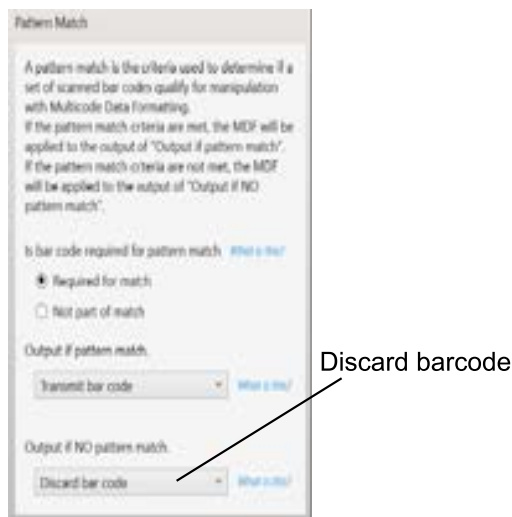 Pattern Match
A pattern match is the criteria used to determine if a
set of scanned bar codes qualify for manipulation
with Multicode Data Formatting.
If the pattern match criteria are met, the MDF will be
applied to the output of "Output if pattern match".
If the pattern match criteria are not met, the MDF
will be applied to the output of "Output if NO
pattern match".
Is bar code required for pattern match What is this?
Required for match
Not part of match
Output if pattern match.
Transmit bar code What is this?
Discard barcode
Output if NO pattern match.
Discard bar code What is this?